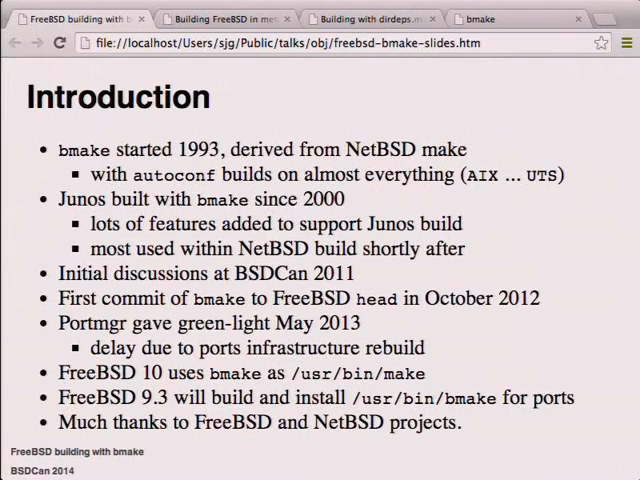 FreeBSD building with b
Building FreeBSD in met
Building with dirdeps.m
bmake
file://localhost/Users/sjg/Public/talks/obj/freebsd-bmake-slides.htm
Introduction
• bmake started 1993, derived from NetBSD make
▪ with autoconf builds on almost everything (AIX ... UTS)
• Junos built with bmake since 2000
▪ lots of features added to support Junos build
▪ most used within NetBSD build shortly after
• Initial discussions at BSDCan 2011
• First commit of bmake to FreeBSD head in October 2012
• Portmgr gave green-light May 2013
▪ delay due to ports infrastructure rebuild
• FreeBSD 10 uses bmake as /usr/bin/make
• FreeBSD 9.3 will build and install /usr/bin/bmake for ports
• Much thanks to FreeBSD and NetBSD projects.
FreeBSD building with bmake
BSDCan 2014